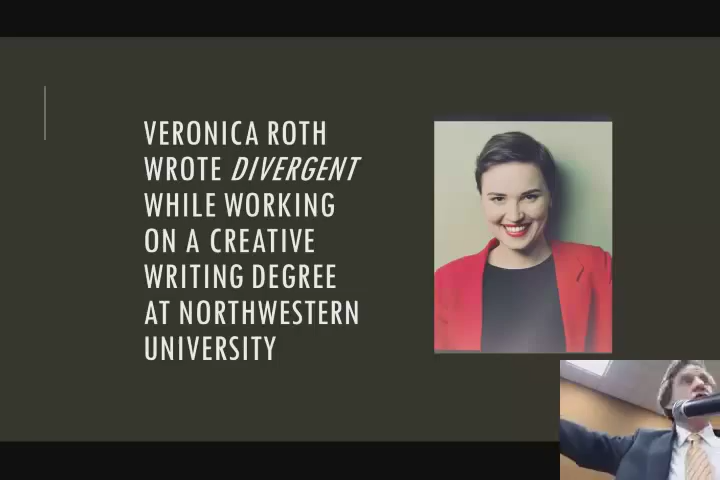 VERONICA ROTH
WROTE DIVERGENT
WHILE WORKING
ON A CREATIVE
WRITING DEGREE
AT NORTHWESTERN
UNIVERSITY